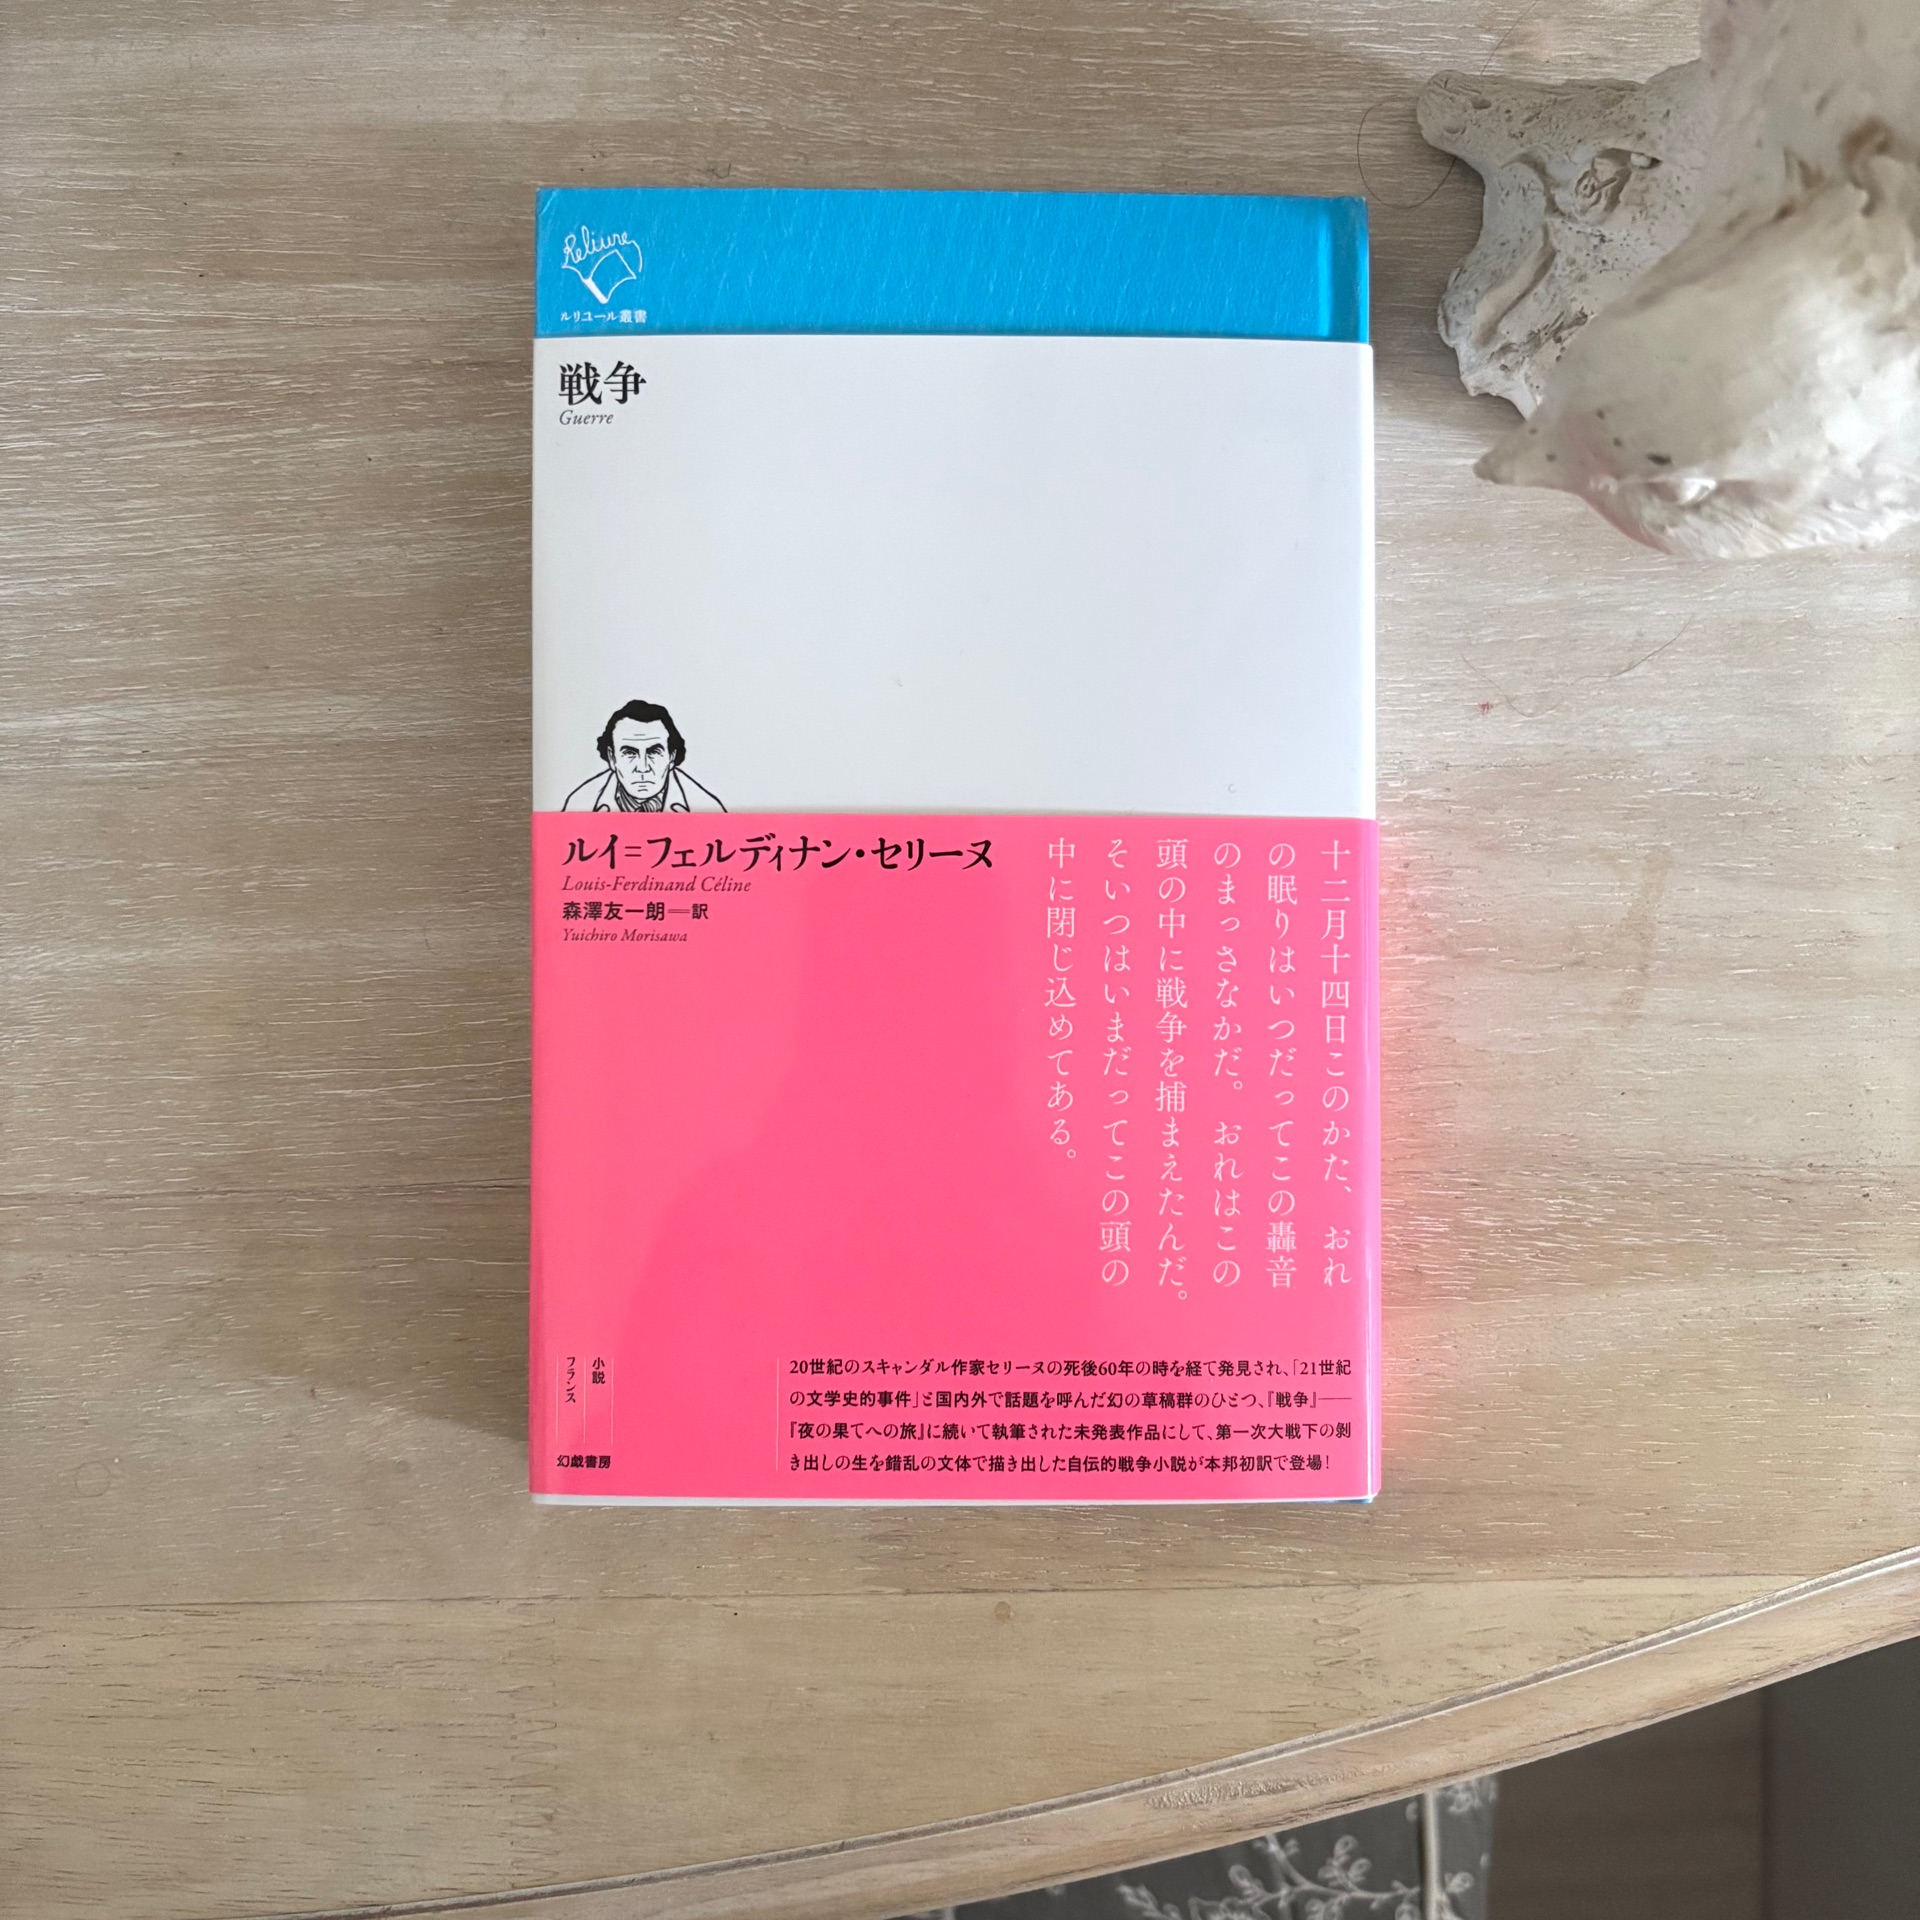 Reliure
ルリユール叢書
戦争
Guerre
ルイ=フェルディナン・セリーヌ
Louis-Ferdinand Céline
森澤友一朗══訳
Yuichiro Morisawa
十二月十四日このかた、おれ
の眠りはいつだってこの轟音
のまっさなかだ。おれはこの
頭の中に戦争を捕まえたんだ。
そいつはいまだってこの頭の
中に閉じ込めてある。
小説
フランス
幻戯書房
20世紀のスキャンダル作家セリーヌの死後60年の時を経て発見され、「21世紀
の文学史的事件」と国内外で話題を呼んだ幻の草稿群のひとつ、『戦争』——
『夜の果てへの旅』に続いて執筆された未発表作品にして、第一次大戦下の剝
き出しの生を錯乱の文体で描き出した自伝的戦争小説が本邦初訳で登場!